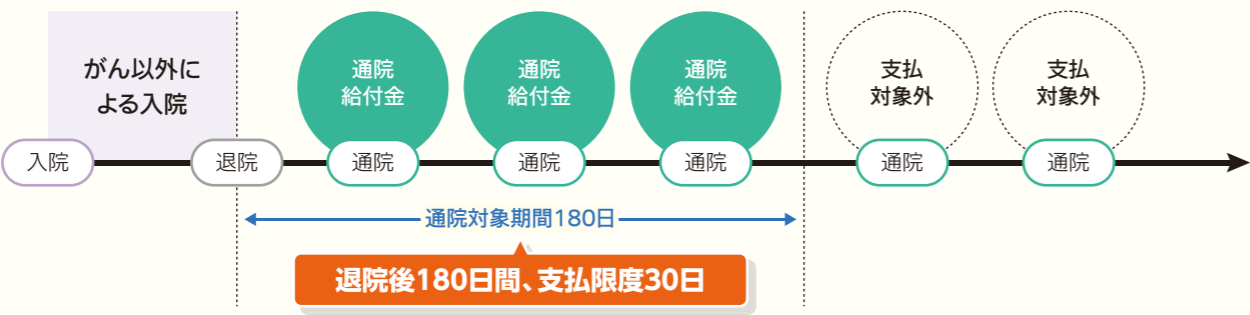 がん以外に
よる入院
通院
給付金
通院
給付金
通院
給付金
支払
対象外
支払
対象外
入院
退院
通院
通院
通院
通院
通院
通院対象期間180日
退院後180日間、支払限度30日